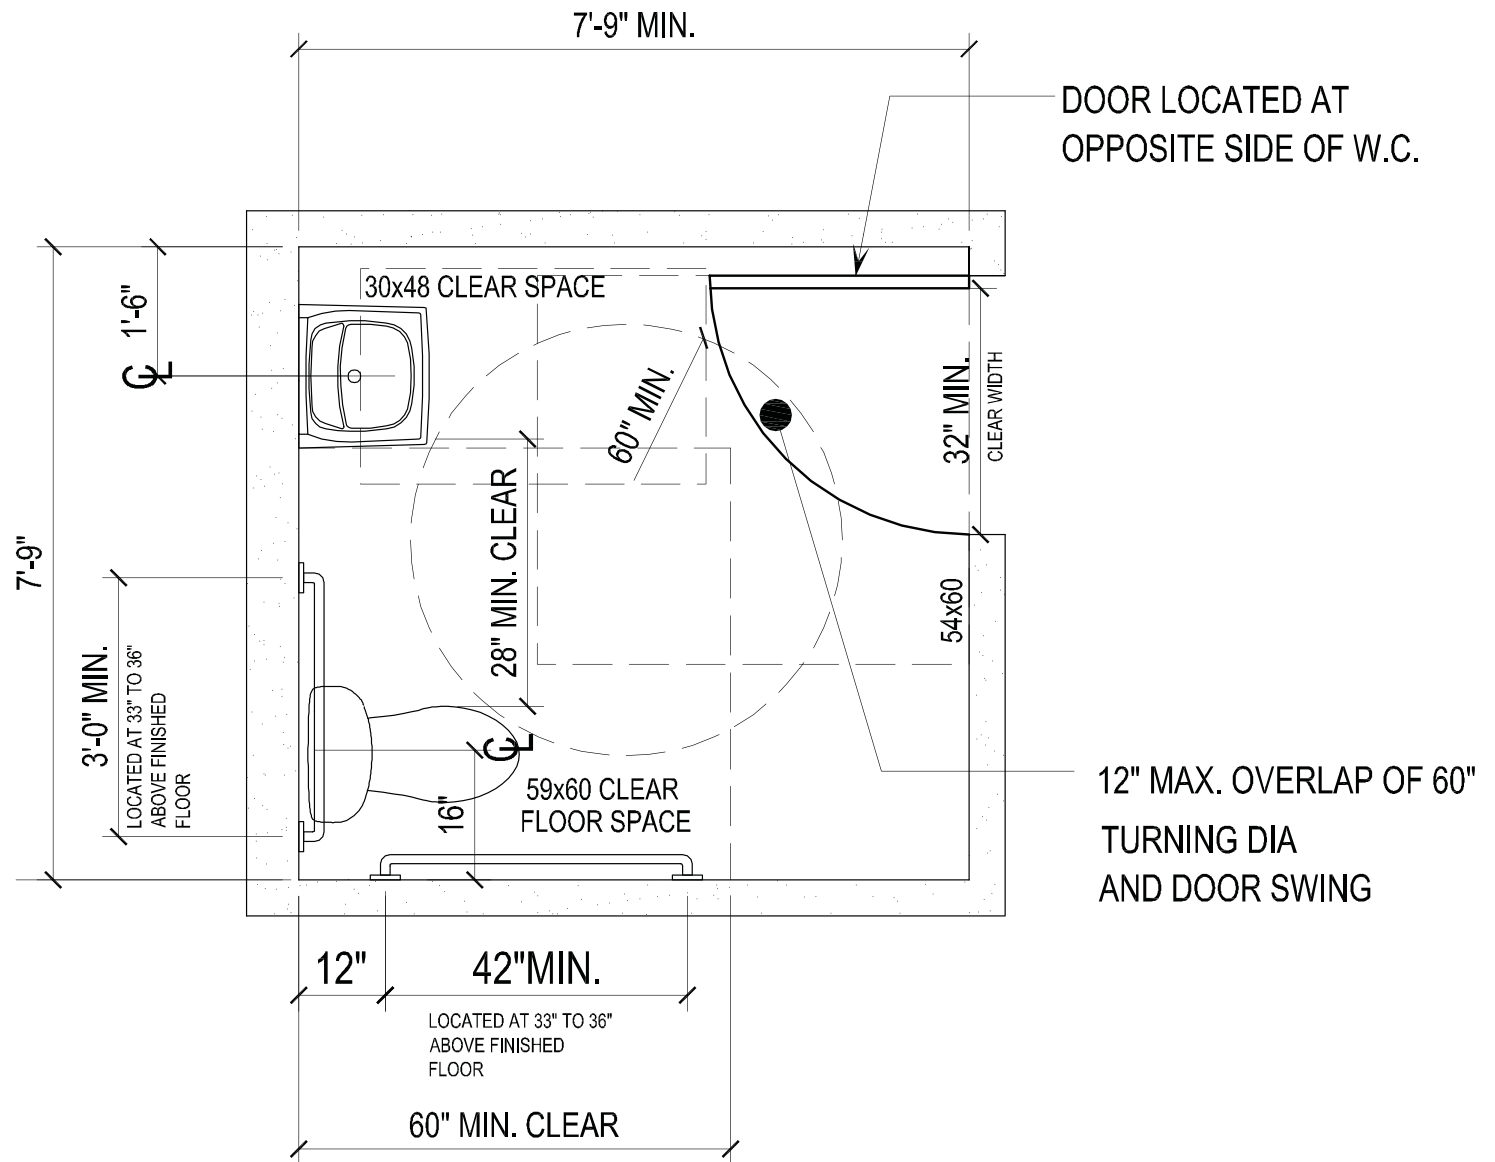 7'-9" MIN.
DOOR LOCATED AT
OPPOSITE SIDE OF W.C.
30x48 CLEAR SPACE
1'-6"
CL
60" MIN.
32" MIN.
CLEAR WIDTH
28" MIN. CLEAR
7'-9"
54x60
3'-0" MIN.
LOCATED AT 33" TO 36"
ABOVE FINISHED
FLOOR
CL
16"
59x60 CLEAR
FLOOR SPACE
12" MAX. OVERLAP OF 60"
TURNING DIA
AND DOOR SWING
12"
42"MIN.
LOCATED AT 33" TO 36"
ABOVE FINISHED
FLOOR
60" MIN. CLEAR